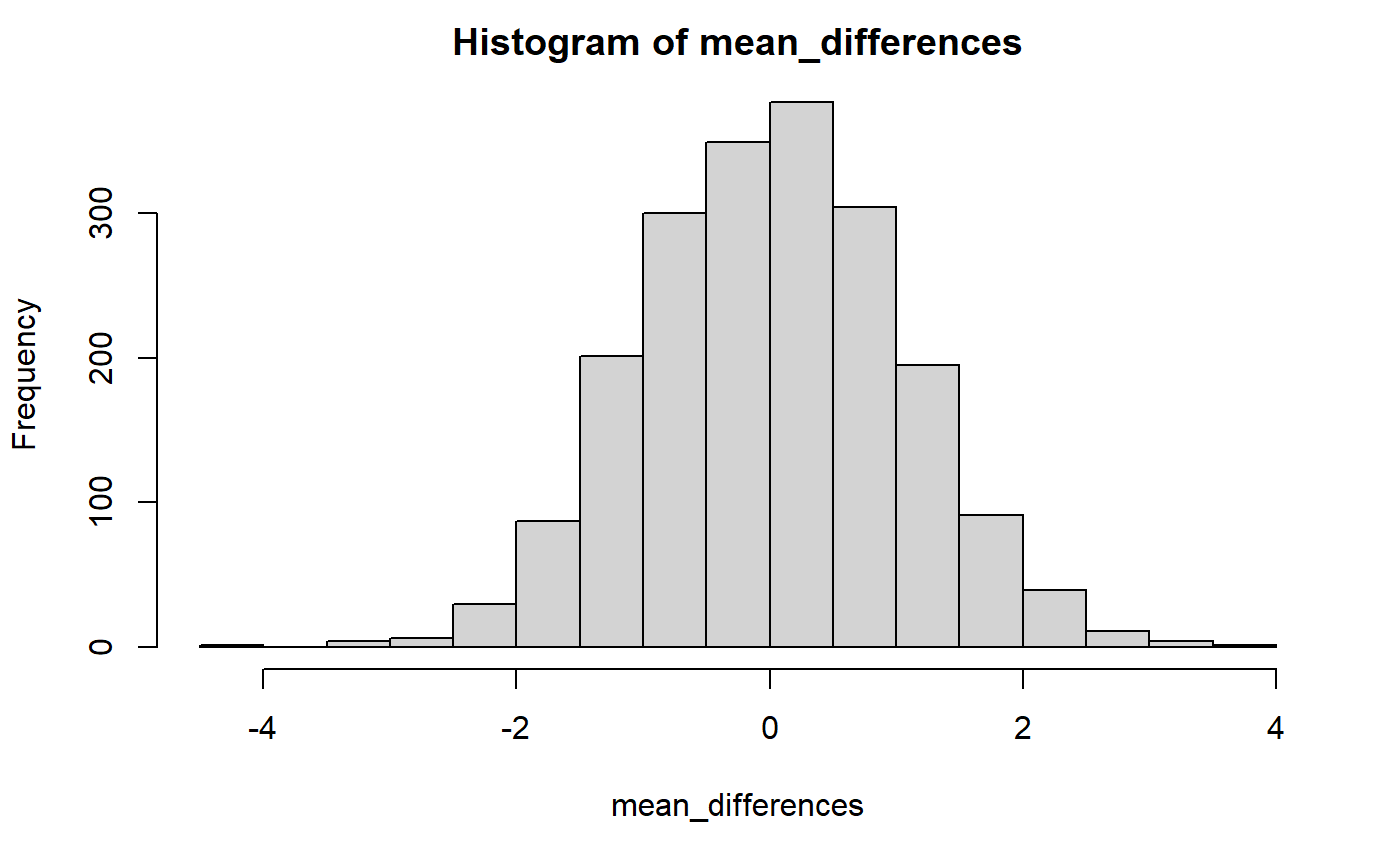 Histogram of mean_differences
Frequency
300
200
100
0
-4 -2 0 2 4
mean_differences